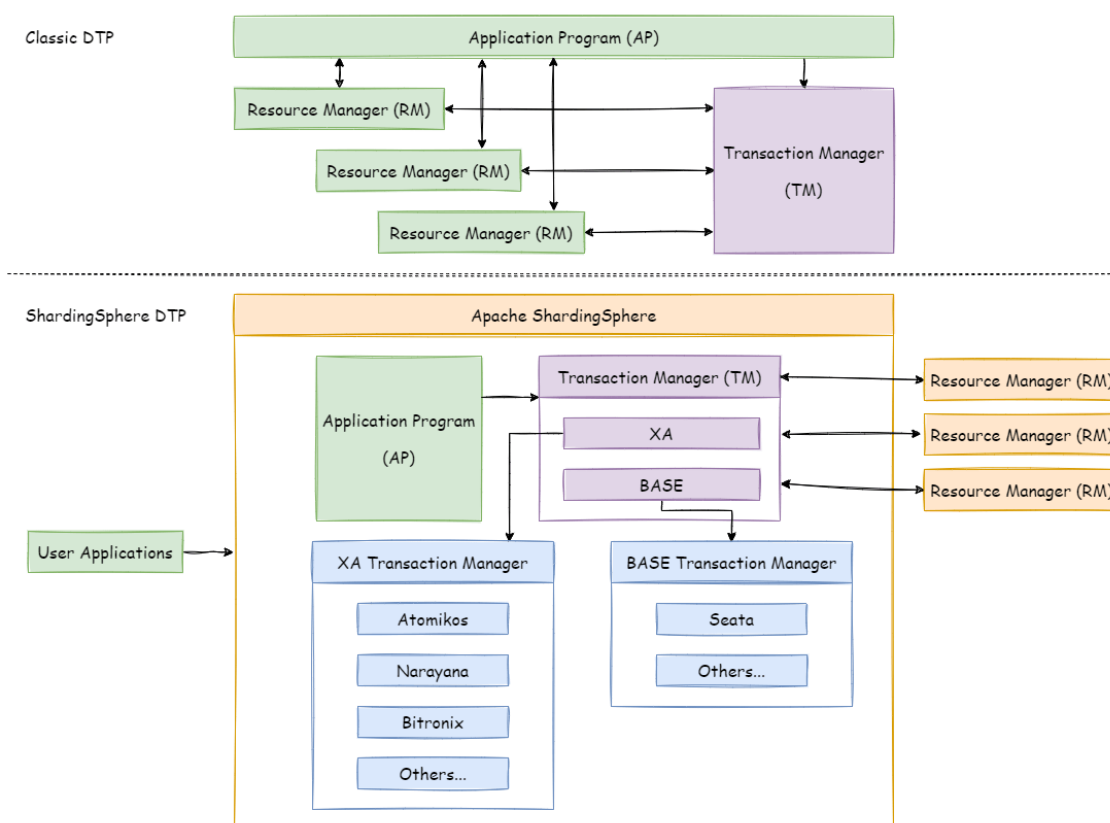 Classic DTP
Application Program (AP)
Resource Manager (RM)
Resource Manager (RM)
Resource Manager (RM)
Transaction Manager
(TM)
ShardingSphere DTP
Apache ShardingSphere
Application Program
(AP)
Transaction Manager (TM)
XA
BASE
Resource Manager (RM)
Resource Manager (RM)
Resource Manager (RM)
User Applications
XA Transaction Manager
Atomikos
Narayana
Bitronix
Others...
BASE Transaction Manager
Seata
Others...